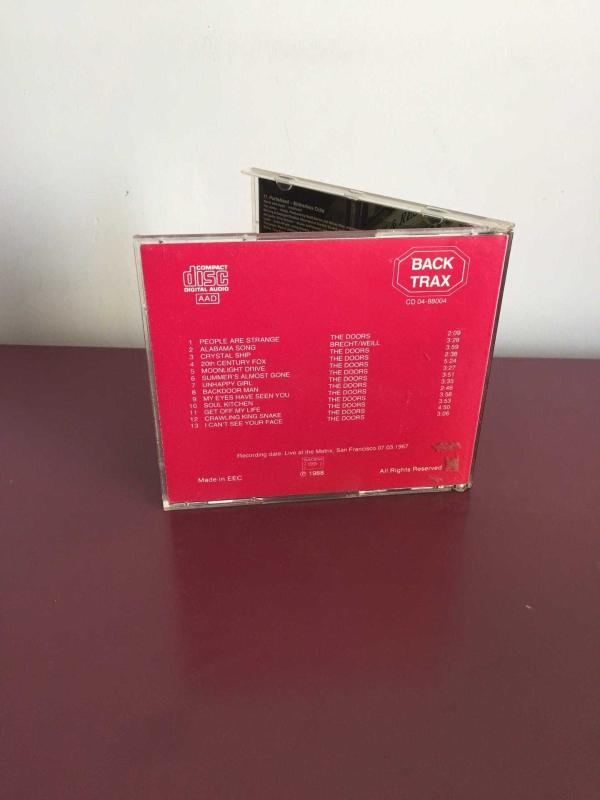 11. Portishead -
COMPACT
disc
DIGITAL AUDIO
AAD
BACK
TRAX
CD 04-88004
1 PEOPLE ARE STRANGE THE DOORS 2:09
2 ALABAMA SONG BRECHT/WEILL 3:29
3 CRYSTAL SHIP THE DOORS 3:59
4 20th CENTURY FOX THE DOORS 2:38
5 MOONLIGHT DRIVE THE DOORS 5:24
6 SUMMER'S ALMOST GONE THE DOORS 3:27
7 UNHAPPY GIRL THE DOORS 3:51
8 BACKDOOR MAN THE DOORS 3:35
9 MY EYES HAVE SEEN YOU THE DOORS 2:48
10 SOUL KITCHEN THE DOORS 3:58
11 GET OFF MY LIFE THE DOORS 3:53
12 CRAWLING KING SNAKE THE DOORS 4:50
13 I CAN'T SEE YOUR FACE THE DOORS 3:06
Recording date: Live at the Matrix, San Francisco 07.03.1967
Made in EEC
℗ 1988
All Rights Reserved